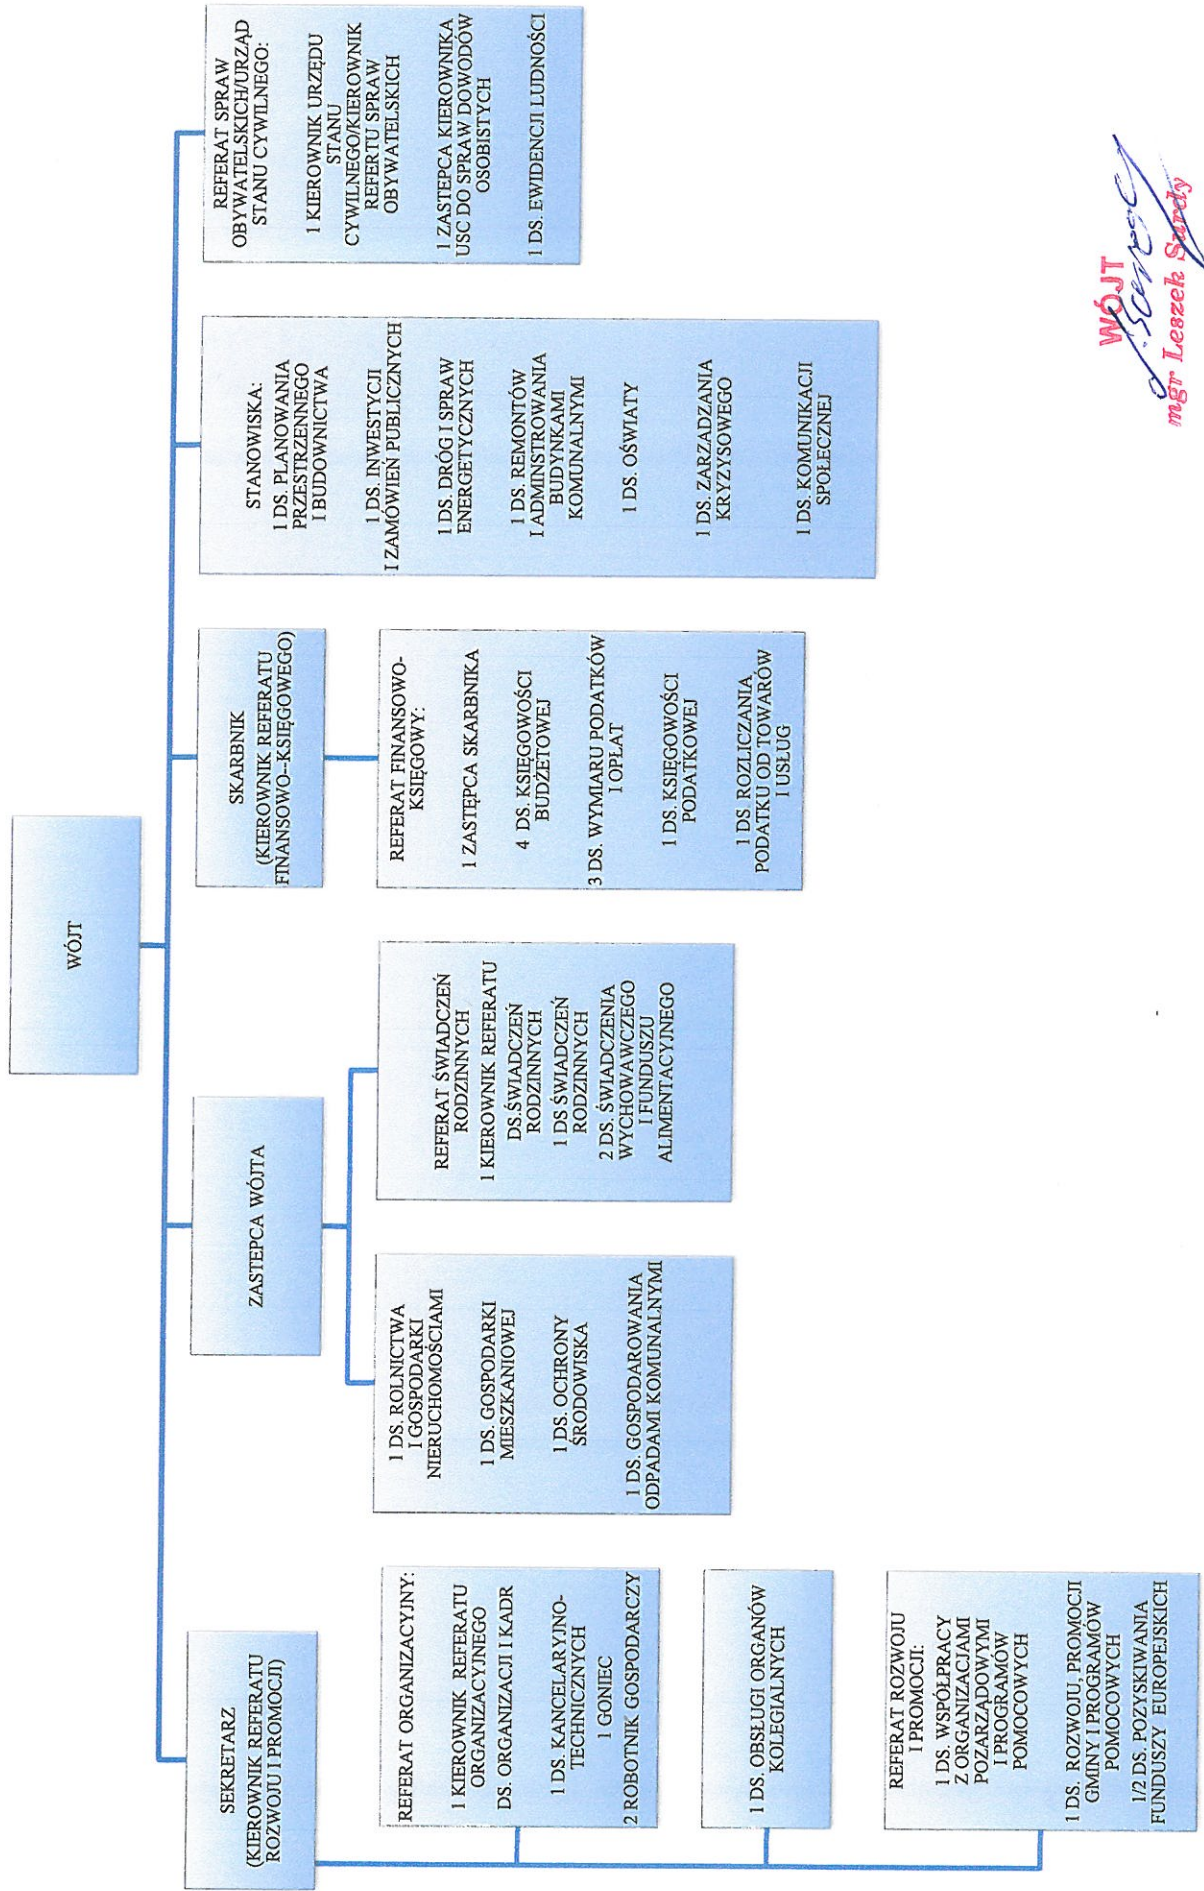 WÓJT
SEKRETARZ
(KIEROWNIK REFERATU
ROZWOJU I PROMOCJI)
REFERAT ORGANIZACYJNY:
1 KIEROWNIK REFERATU
ORGANIZACYJNEGO
DS. ORGANIZACJI I KADR
1 DS. KANCELARYJNO-
TECHNICZNYCH
1 GONIEC
2 ROBOTNIK GOSPODARCZY
1 DS. OBSŁUGI ORGANÓW
KOLEGIALNYCH
REFERAT ROZWOJU
I PROMOCJI:
1 DS. WSPÓŁPRACY
Z ORGANIZACJAMI
POZARZĄDOWYMI
I PROGRAMÓW
POMOCOWYCH
1 DS. ROZWOJU, PROMOCJI
GMINY I PROGRAMÓW
POMOCOWYCH
1/2 DS. POZYSKIWANIA
FUNDUSZY EUROPEJSKICH
ZASTEPCA WÓJTA
1 DS. ROLNICTWA
I GOSPODARKI
NIERUCHOMOŚCIAMI
1 DS. GOSPODARKI
MIESZKANIOWEJ
1 DS. OCHRONY
ŚRODOWISKA
1 DS. GOSPODAROWANIA
ODPADAMI KOMUNALNYMI
REFERAT ŚWIADCZEŃ
RODZINNYCH
1 KIEROWNIK REFERATU
DS.ŚWIADCZEŃ
RODZINNYCH
1 DS ŚWIADCZEŃ
RODZINNYCH
2 DS. ŚWIADCZENIA
WYCHOWAWCZEGO
I FUNDUSZU
ALIMENTACYJNEGO
SKARBNIK
(KIEROWNIK REFERATU
FINANSOWO–KSIĘGOWEGO)
REFERAT FINANSOWO-
KSIĘGOWY:
1 ZASTĘPCA SKARBNIKA
4 DS. KSIĘGOWOŚCI
BUDŻETOWEJ
3 DS. WYMIARU PODATKÓW
I OPŁAT
1 DS. KSIĘGOWOŚCI
PODATKOWEJ
1 DS. ROZLICZANIA
PODATKU OD TOWARÓW
I USŁUG
STANOWISKA:
1 DS. PLANOWANIA
PRZESTRZENNEGO
I BUDOWNICTWA
1 DS. INWESTYCJI
I ZAMÓWIEŃ PUBLICZNYCH
1 DS. DRÓG I SPRAW
ENERGETYCZNYCH
1 DS. REMONTÓW
I ADMINSTROWANIA
BUDYNKAMI
KOMUNALNYMI
1 DS. OŚWIATY
1 DS. ZARZADZANIA
KRYZYSOWEGO
1 DS. KOMUNIKACJI
SPOŁECZNEJ
REFERAT SPRAW
OBYWATELSKICH/URZĄD
STANU CYWILNEGO:
1 KIEROWNIK URZĘDU
STANU
CYWILNEGO/KIEROWNIK
REFERTU SPRAW
OBYWATELSKICH
1 ZASTEPCA KIEROWNIKA
USC DO SPRAW DOWODÓW
OSOBISTYCH
1 DS. EWIDENCJI LUDNOŚCI
WÓJT
mgr Leszek Surdy